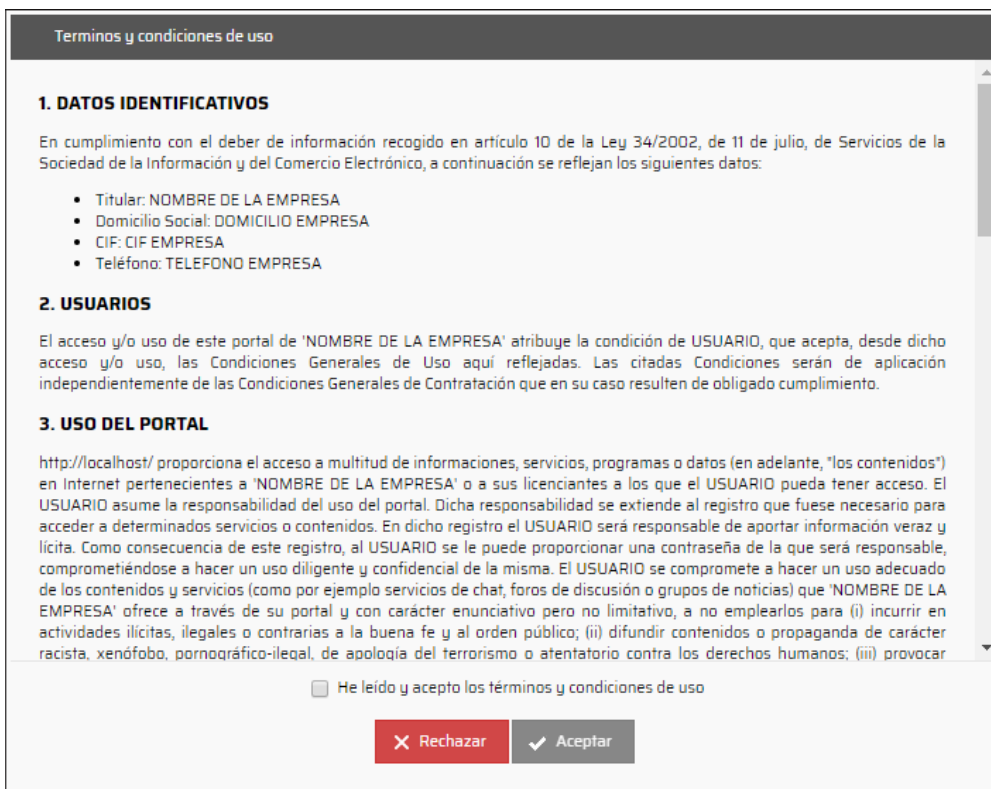 Terminos y condiciones de uso
1. DATOS IDENTIFICATIVOS
En cumplimiento con el deber de información recogido en artículo 10 de la Ley 34/2002, de 11 de julio, de Servicios de la
Sociedad de la Información y del Comercio Electrónico, a continuación se reflejan los siguientes datos:
• Titular: NOMBRE DE LA EMPRESA
• Domicilio Social: DOMICILIO EMPRESA
• CIF: CIF EMPRESA
• Teléfono: TELEFONO EMPRESA
2. USUARIOS
El acceso y/o uso de este portal de 'NOMBRE DE LA EMPRESA' atribuye la condición de USUARIO, que acepta, desde dicho
acceso y/o uso, las Condiciones Generales de Uso aquí reflejadas. Las citadas Condiciones serán de aplicación
independientemente de las Condiciones Generales de Contratación que en su caso resulten de obligado cumplimiento.
3. USO DEL PORTAL
http://localhost/ proporciona el acceso a multitud de informaciones, servicios, programas o datos (en adelante, "los contenidos")
en Internet pertenecientes a 'NOMBRE DE LA EMPRESA' o a sus licenciantes a los que el USUARIO pueda tener acceso. El
USUARIO asume la responsabilidad del uso del portal. Dicha responsabilidad se extiende al registro que fuese necesario para
acceder a determinados servicios o contenidos. En dicho registro el USUARIO será responsable de aportar información veraz y
lícita. Como consecuencia de este registro, al USUARIO se le puede proporcionar una contraseña de la que será responsable,
comprometiéndose a hacer un uso diligente y confidencial de la misma. El USUARIO se compromete a hacer un uso adecuado
de los contenidos y servicios (como por ejemplo servicios de chat, foros de discusión o grupos de noticias) que 'NOMBRE DE LA
EMPRESA' ofrece a través de su portal y con carácter enunciativo pero no limitativo, a no emplearlos para (i) incurrir en
actividades ilícitas, ilegales o contrarias a la buena fe y al orden público; (ii) difundir contenidos o propaganda de carácter
racista, xenófobo, pornográfico-ilegal, de apología del terrorismo o atentatorio contra los derechos humanos; (iii) provocar
He leído y acepto los términos y condiciones de uso
Rechazar
Aceptar